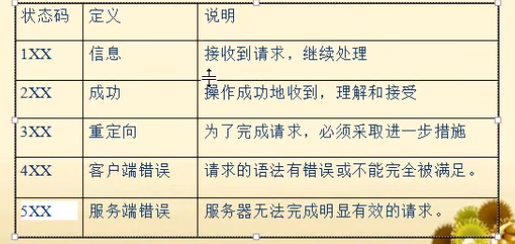 状态码 定义 说明
1XX 信息 接收到请求，继续处理
2XX 成功 操作成功地收到，理解和接受
3XX 重定向 为了完成请求，必须采取进一步措施
4XX 客户端错误 请求的语法有错误或不能完全被满足。
5XX 服务端错误 服务器无法完成明显有效的请求。